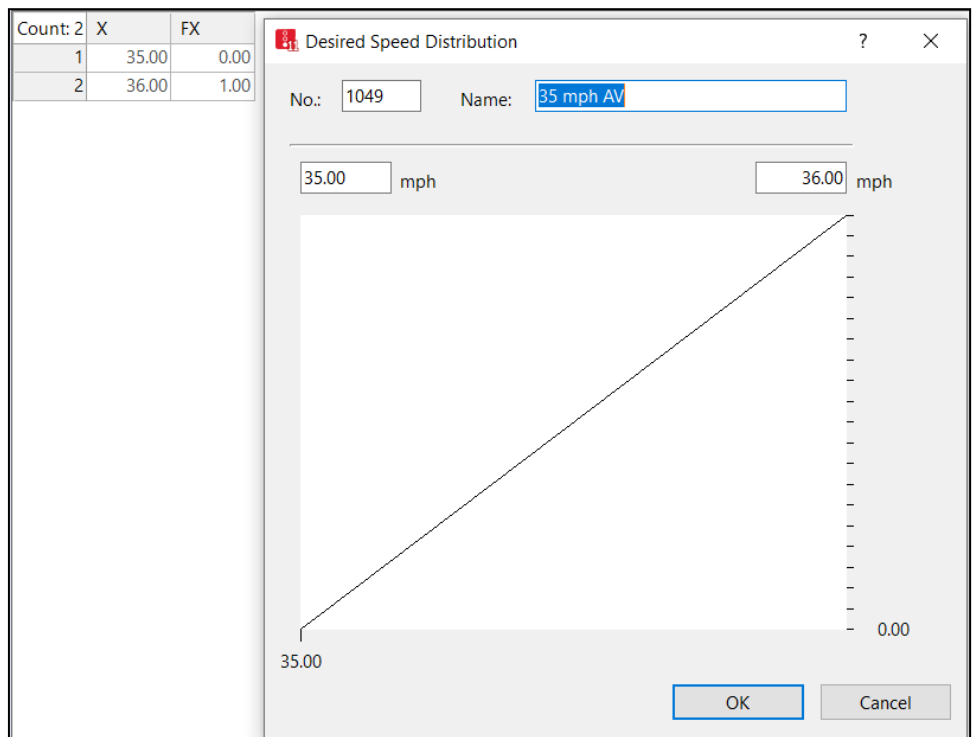 Count: 2 X FX
1 35.00 0.00
2 36.00 1.00
11 Desired Speed Distribution ? ×
No.: 1049 Name: 35 mph AV
35.00 mph 36.00 mph
0.00
35.00
OK Cancel